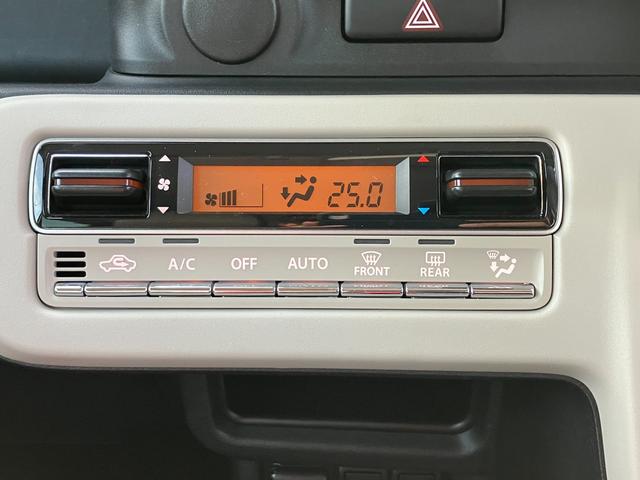 25.0
A/C OFF AUTO FRONT REAR